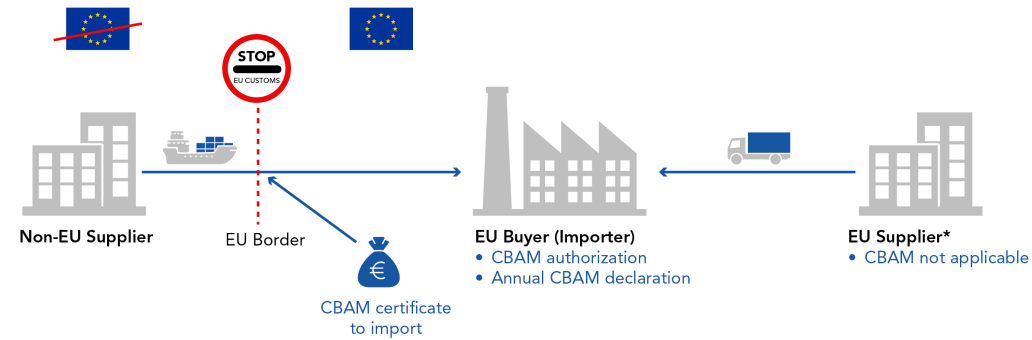 STOP
EU CUSTOMS
Non-EU Supplier
EU Border
€
CBAM certificate
to import
EU Buyer (Importer)
• CBAM authorization
• Annual CBAM declaration
EU Supplier*
• CBAM not applicable